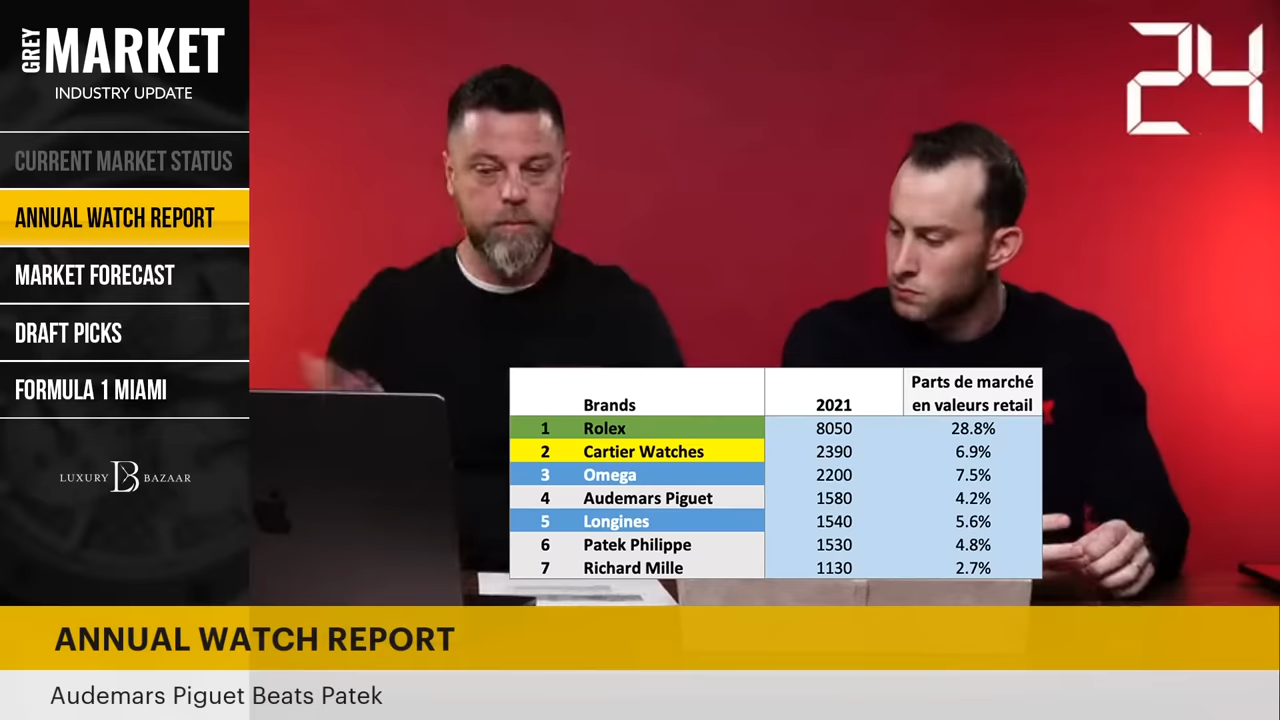 GREY
MARKET
INDUSTRY UPDATE
CURRENT MARKET STATUS
ANNUAL WATCH REPORT
MARKET FORECAST
DRAFT PICKS
FORMULA 1 MIAMI
LUXURY B BAZAAR
24
Brands 2021 Parts de marché
en valeurs retail
1 Rolex 8050 28.8%
2 Cartier Watches 2390 6.9%
3 Omega 2200 7.5%
4 Audemars Piguet 1580 4.2%
5 Longines 1540 5.6%
6 Patek Philippe 1530 4.8%
7 Richard Mille 1130 2.7%
ANNUAL WATCH REPORT
Audemars Piguet Beats Patek